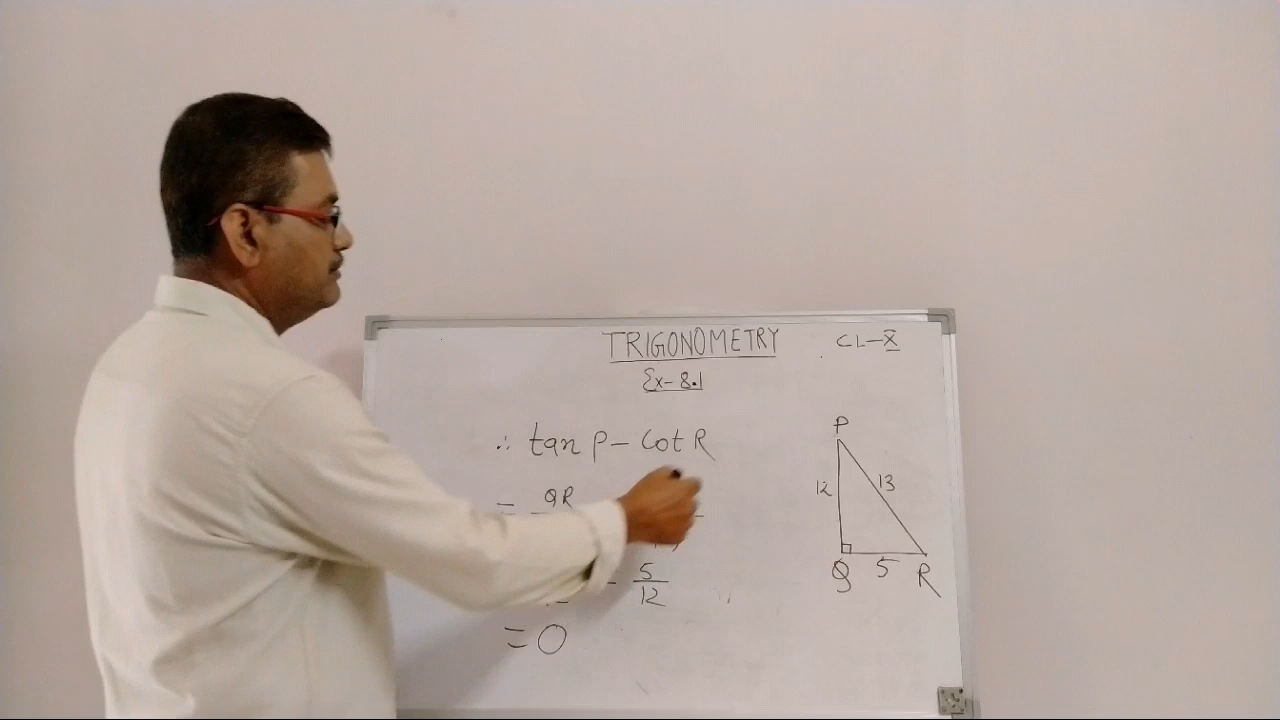 TRIGONOMETRY CL-X
Ex-8.1
∴ tan P - Cot R
= QR
- 5/12
= 0
P
12 13
Q 5 R